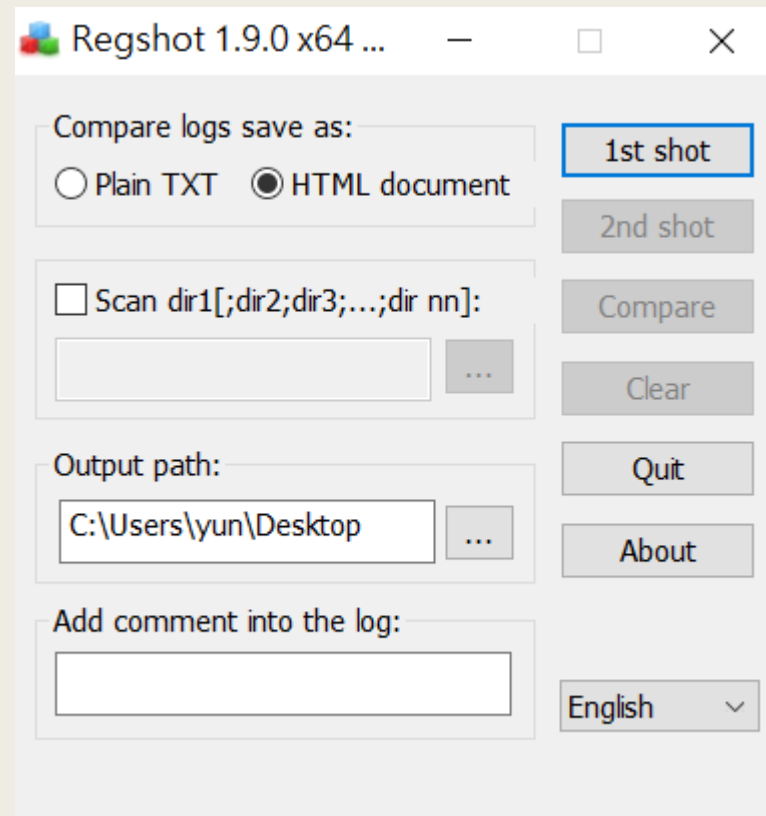 Regshot 1.9.0 x64 ...
Compare logs save as:
Plain TXT
HTML document
1st shot
2nd shot
Scan dir1[;dir2;dir3;...;dir nn]:
...
Compare
Clear
Output path:
C:\Users\yun\Desktop
...
Quit
About
Add comment into the log:
English